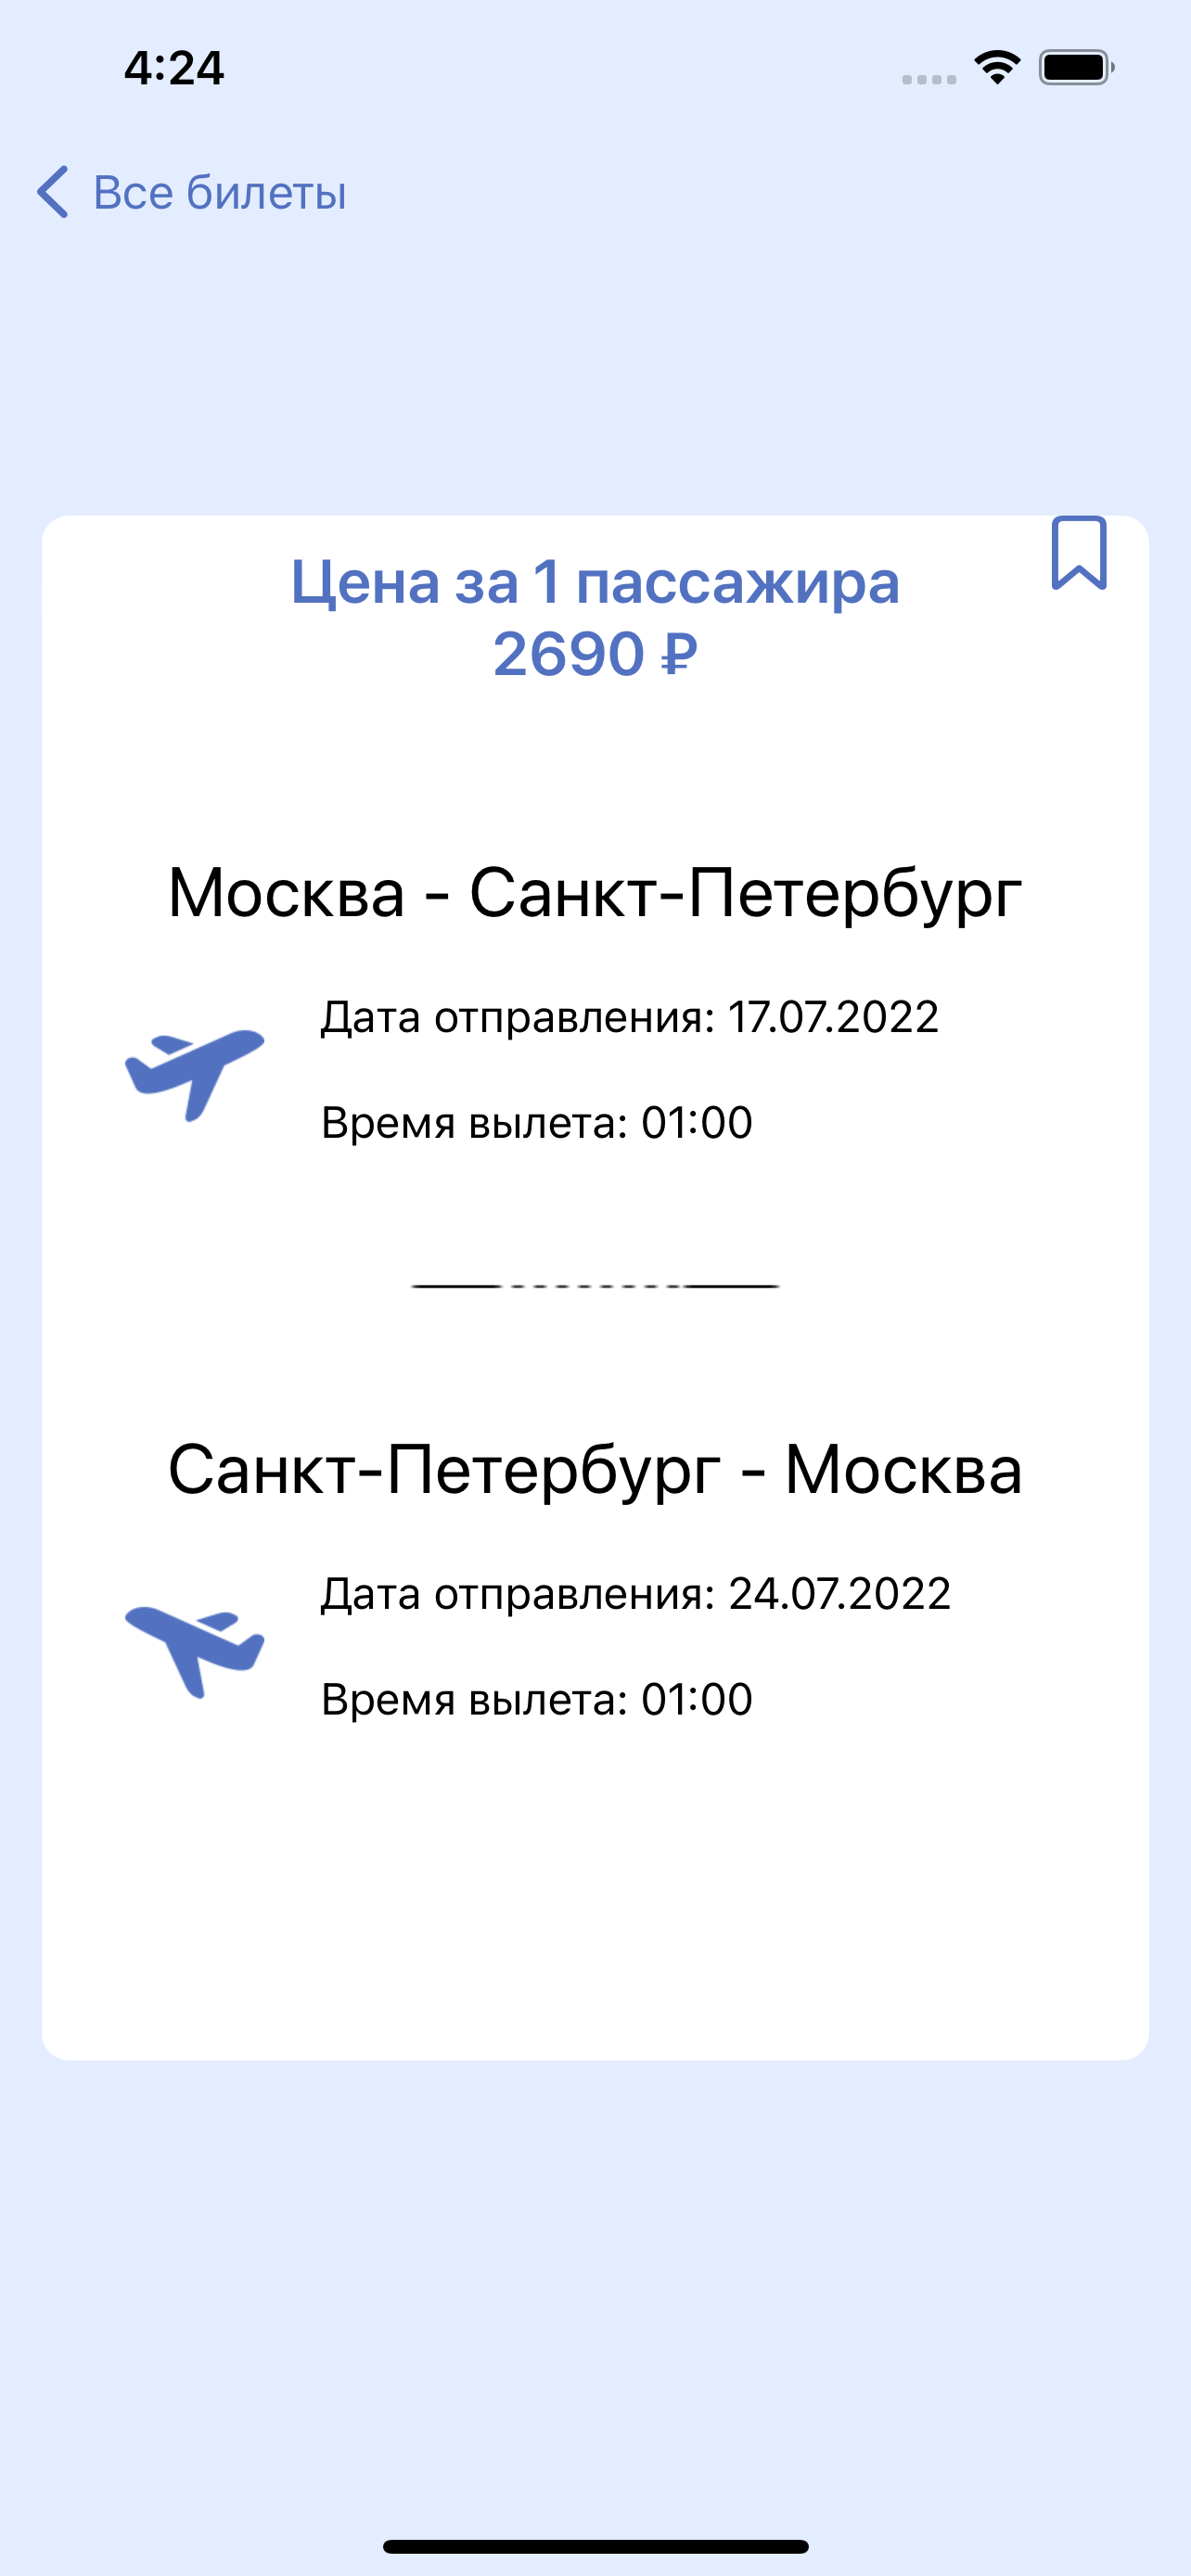 4:24
Все билеты
Цена за 1 пассажира
2690 ₽
Москва - Санкт-Петербург
Дата отправления: 17.07.2022
Время вылета: 01:00
Санкт-Петербург - Москва
Дата отправления: 24.07.2022
Время вылета: 01:00